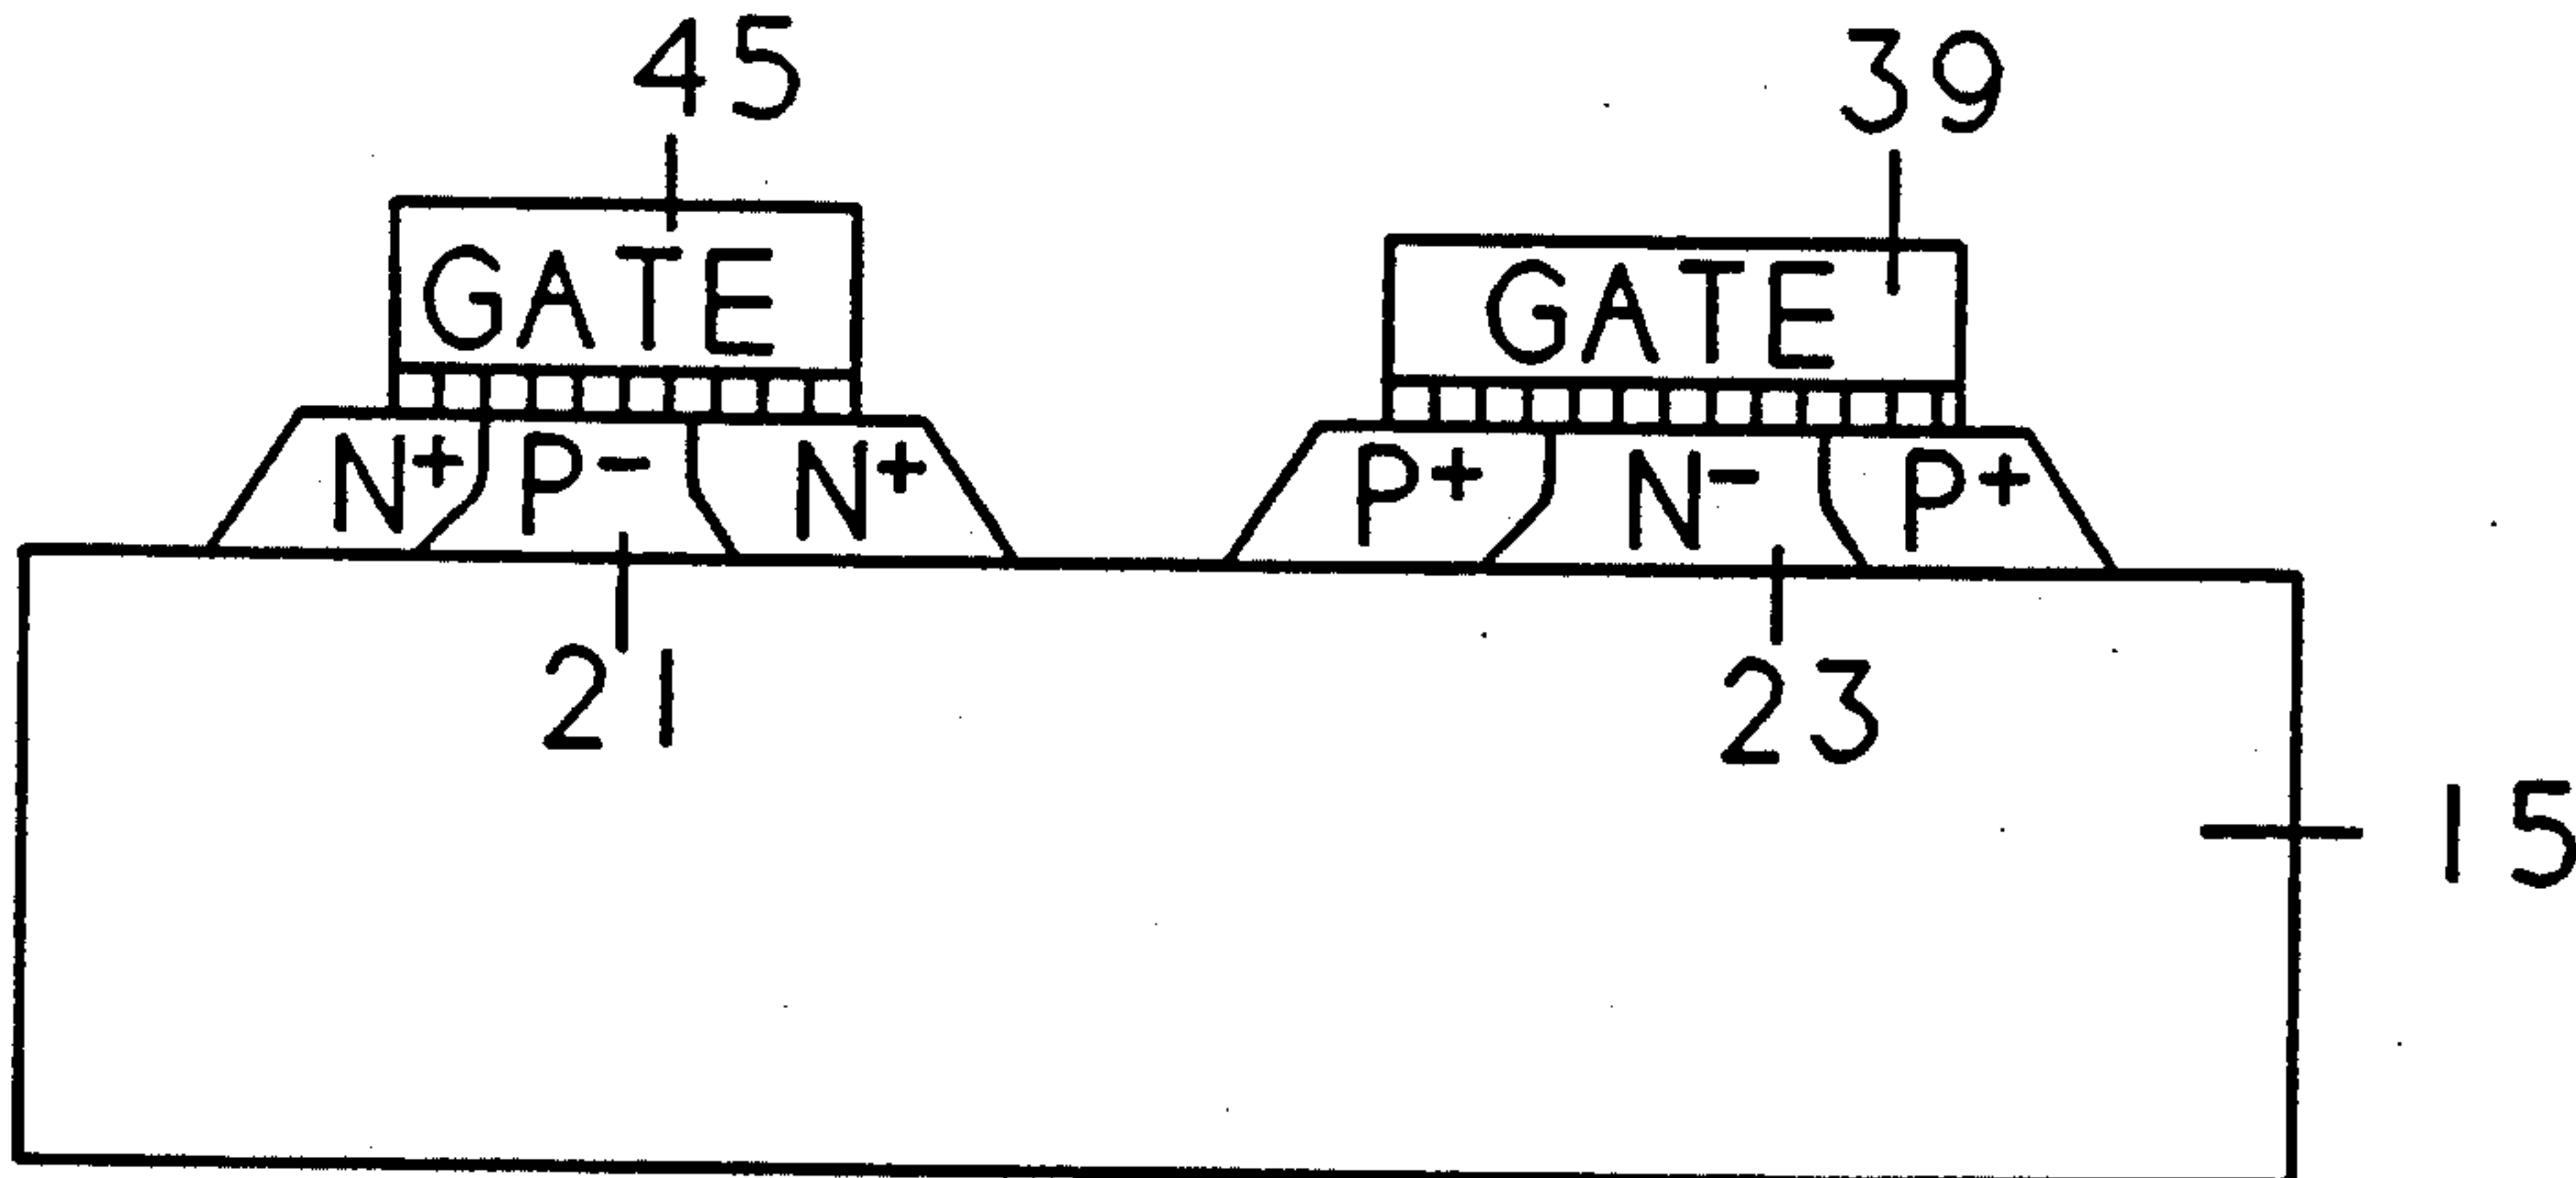 45
39
GATE
GATE
N+ P- N+
P+ N- P+
21
23
15